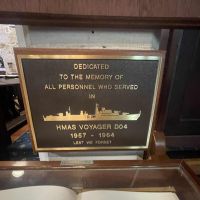 DEDICATED
TO THE MEMORY OF
ALL PERSONNEL WHO SERVED
IN
HMAS VOYAGER D04
1957 - 1964
LEST WE FORGET